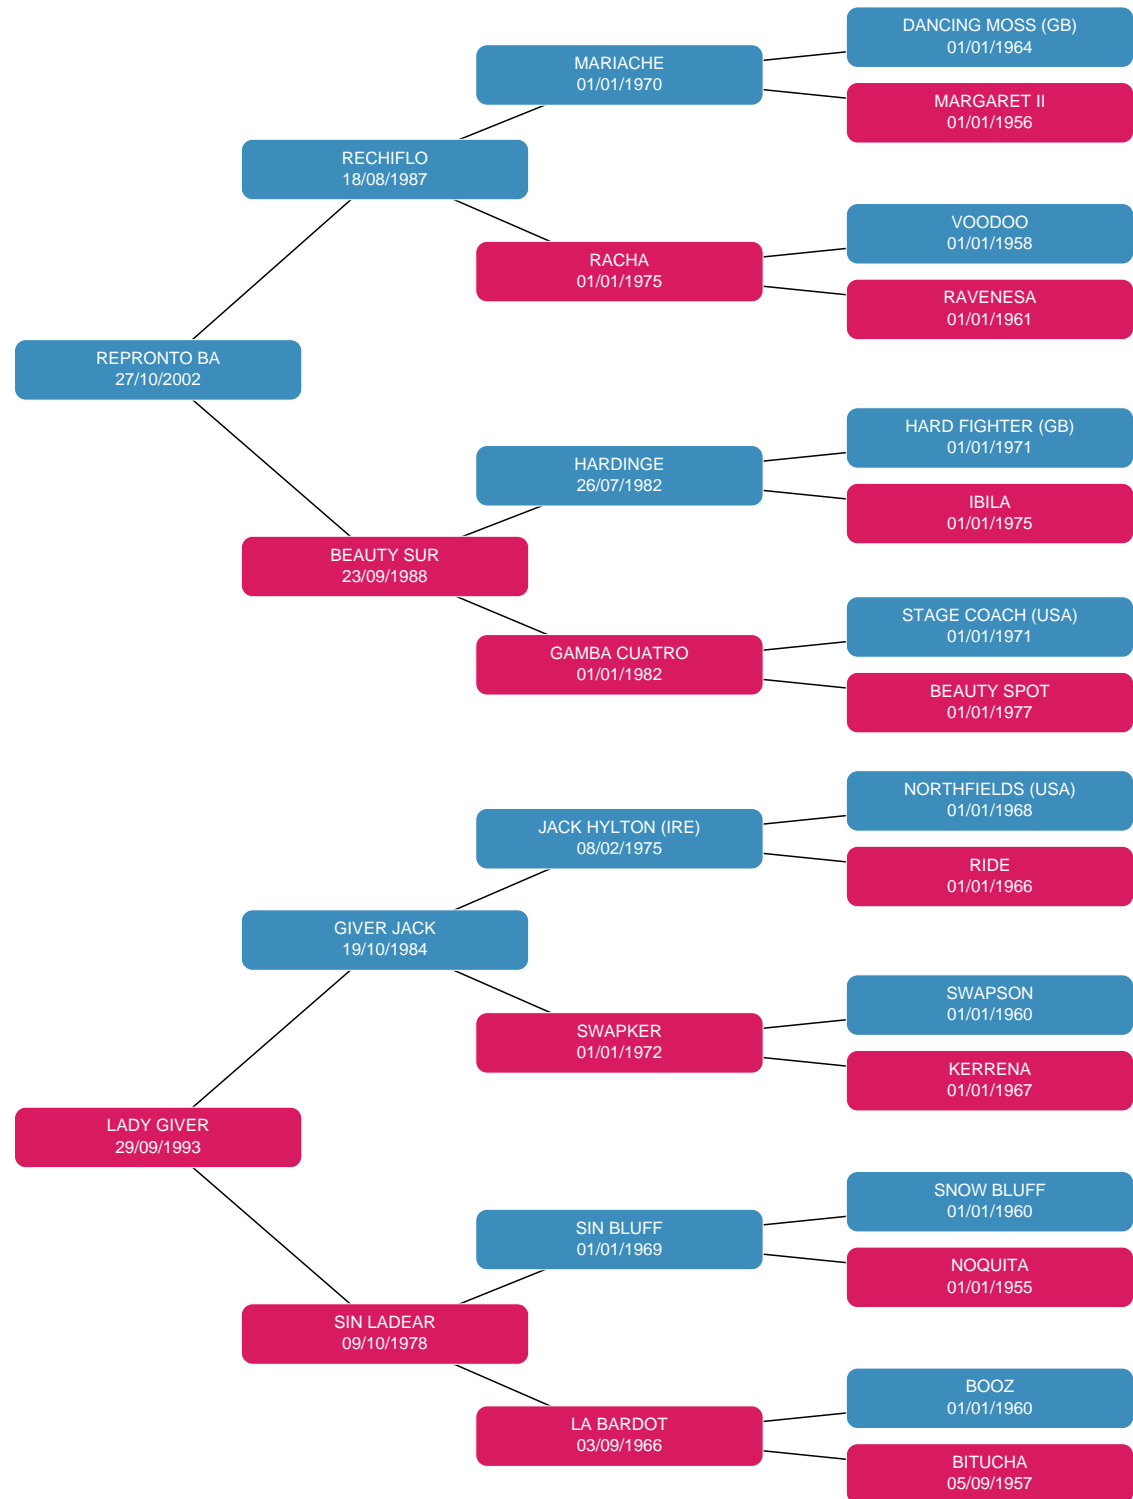 DANCING MOSS (GB)
01/01/1964
MARIACHE
01/01/1970
MARGARET II
01/01/1956
RECHIFLO
18/08/1987
VOODOO
01/01/1958
RACHA
01/01/1975
RAVENESA
01/01/1961
REPRONTO BA
27/10/2002
HARD FIGHTER (GB)
01/01/1971
HARDINGE
26/07/1982
IBILA
01/01/1975
BEAUTY SUR
23/09/1988
STAGE COACH (USA)
01/01/1971
GAMBA CUATRO
01/01/1982
BEAUTY SPOT
01/01/1977
NORTHFIELDS (USA)
01/01/1968
JACK HYLTON (IRE)
08/02/1975
RIDE
01/01/1966
GIVER JACK
19/10/1984
SWAPSON
01/01/1960
SWAPKER
01/01/1972
KERRENA
01/01/1967
LADY GIVER
29/09/1993
SNOW BLUFF
01/01/1960
SIN BLUFF
01/01/1969
NOQUITA
01/01/1955
SIN LADEAR
09/10/1978
BOOZ
01/01/1960
LA BARDOT
03/09/1966
BITUCHA
05/09/1957